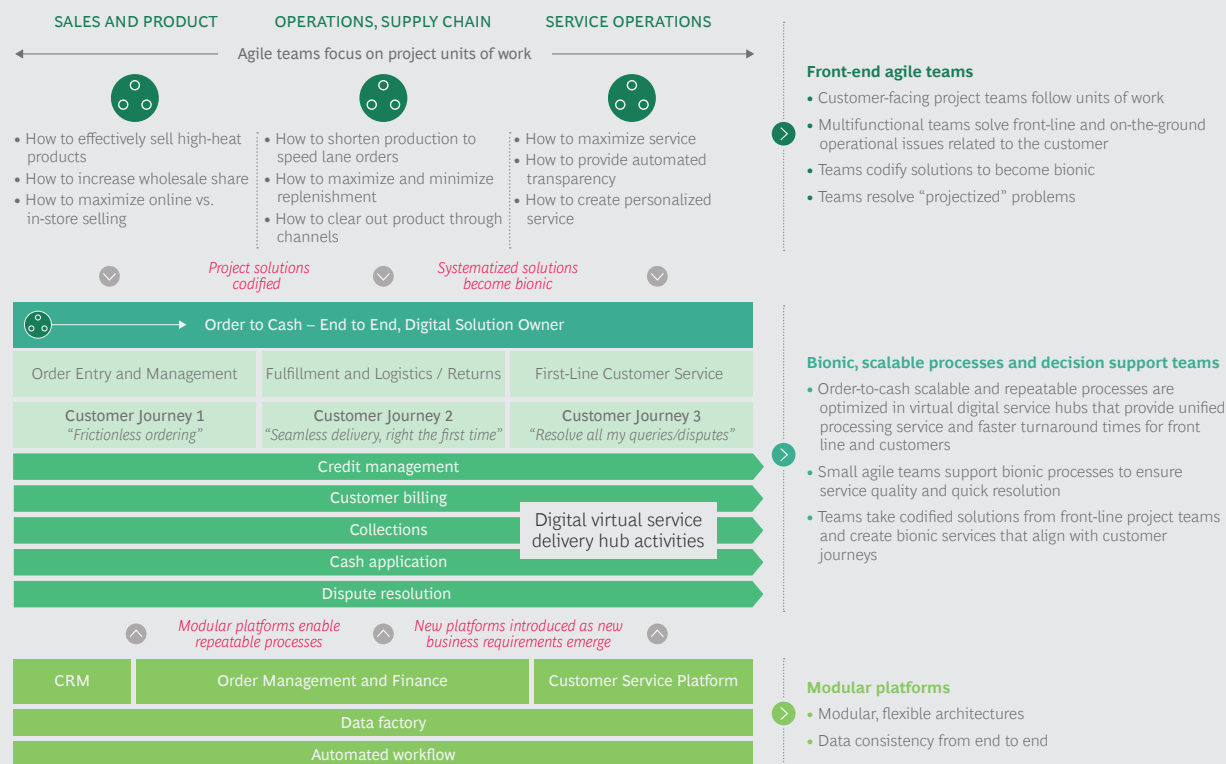 SALES AND PRODUCT
OPERATIONS, SUPPLY CHAIN
SERVICE OPERATIONS
Agile teams focus on project units of work
• How to effectively sell high-heat
products
• How to increase wholesale share
• How to maximize online vs.
in-store selling
• How to shorten production to
speed lane orders
• How to maximize and minimize
replenishment
• How to clear out product through
channels
• How to maximize service
• How to provide automated
transparency
• How to create personalized
service
Front-end agile teams
• Customer-facing project teams follow units of work
• Multifunctional teams solve front-line and on-the-ground
operational issues related to the customer
• Teams codify solutions to become bionic
• Teams resolve “projectized” problems
Project solutions
codified
Systematized solutions
become bionic
Order to Cash – End to End, Digital Solution Owner
Order Entry and Management
Fulfillment and Logistics / Returns
First-Line Customer Service
Customer Journey 1
“Frictionless ordering”
Customer Journey 2
“Seamless delivery, right the first time”
Customer Journey 3
“Resolve all my queries/disputes”
Credit management
Customer billing
Collections
Cash application
Dispute resolution
Digital virtual service
delivery hub activities
Bionic, scalable processes and decision support teams
• Order-to-cash scalable and repeatable processes are
optimized in virtual digital service hubs that provide unified
processing service and faster turnaround times for front
line and customers
• Small agile teams support bionic processes to ensure
service quality and quick resolution
• Teams take codified solutions from front-line project teams
and create bionic services that align with customer
journeys
Modular platforms enable
repeatable processes
New platforms introduced as new
business requirements emerge
CRM
Order Management and Finance
Customer Service Platform
Data factory
Automated workflow
Modular platforms
• Modular, flexible architectures
• Data consistency from end to end